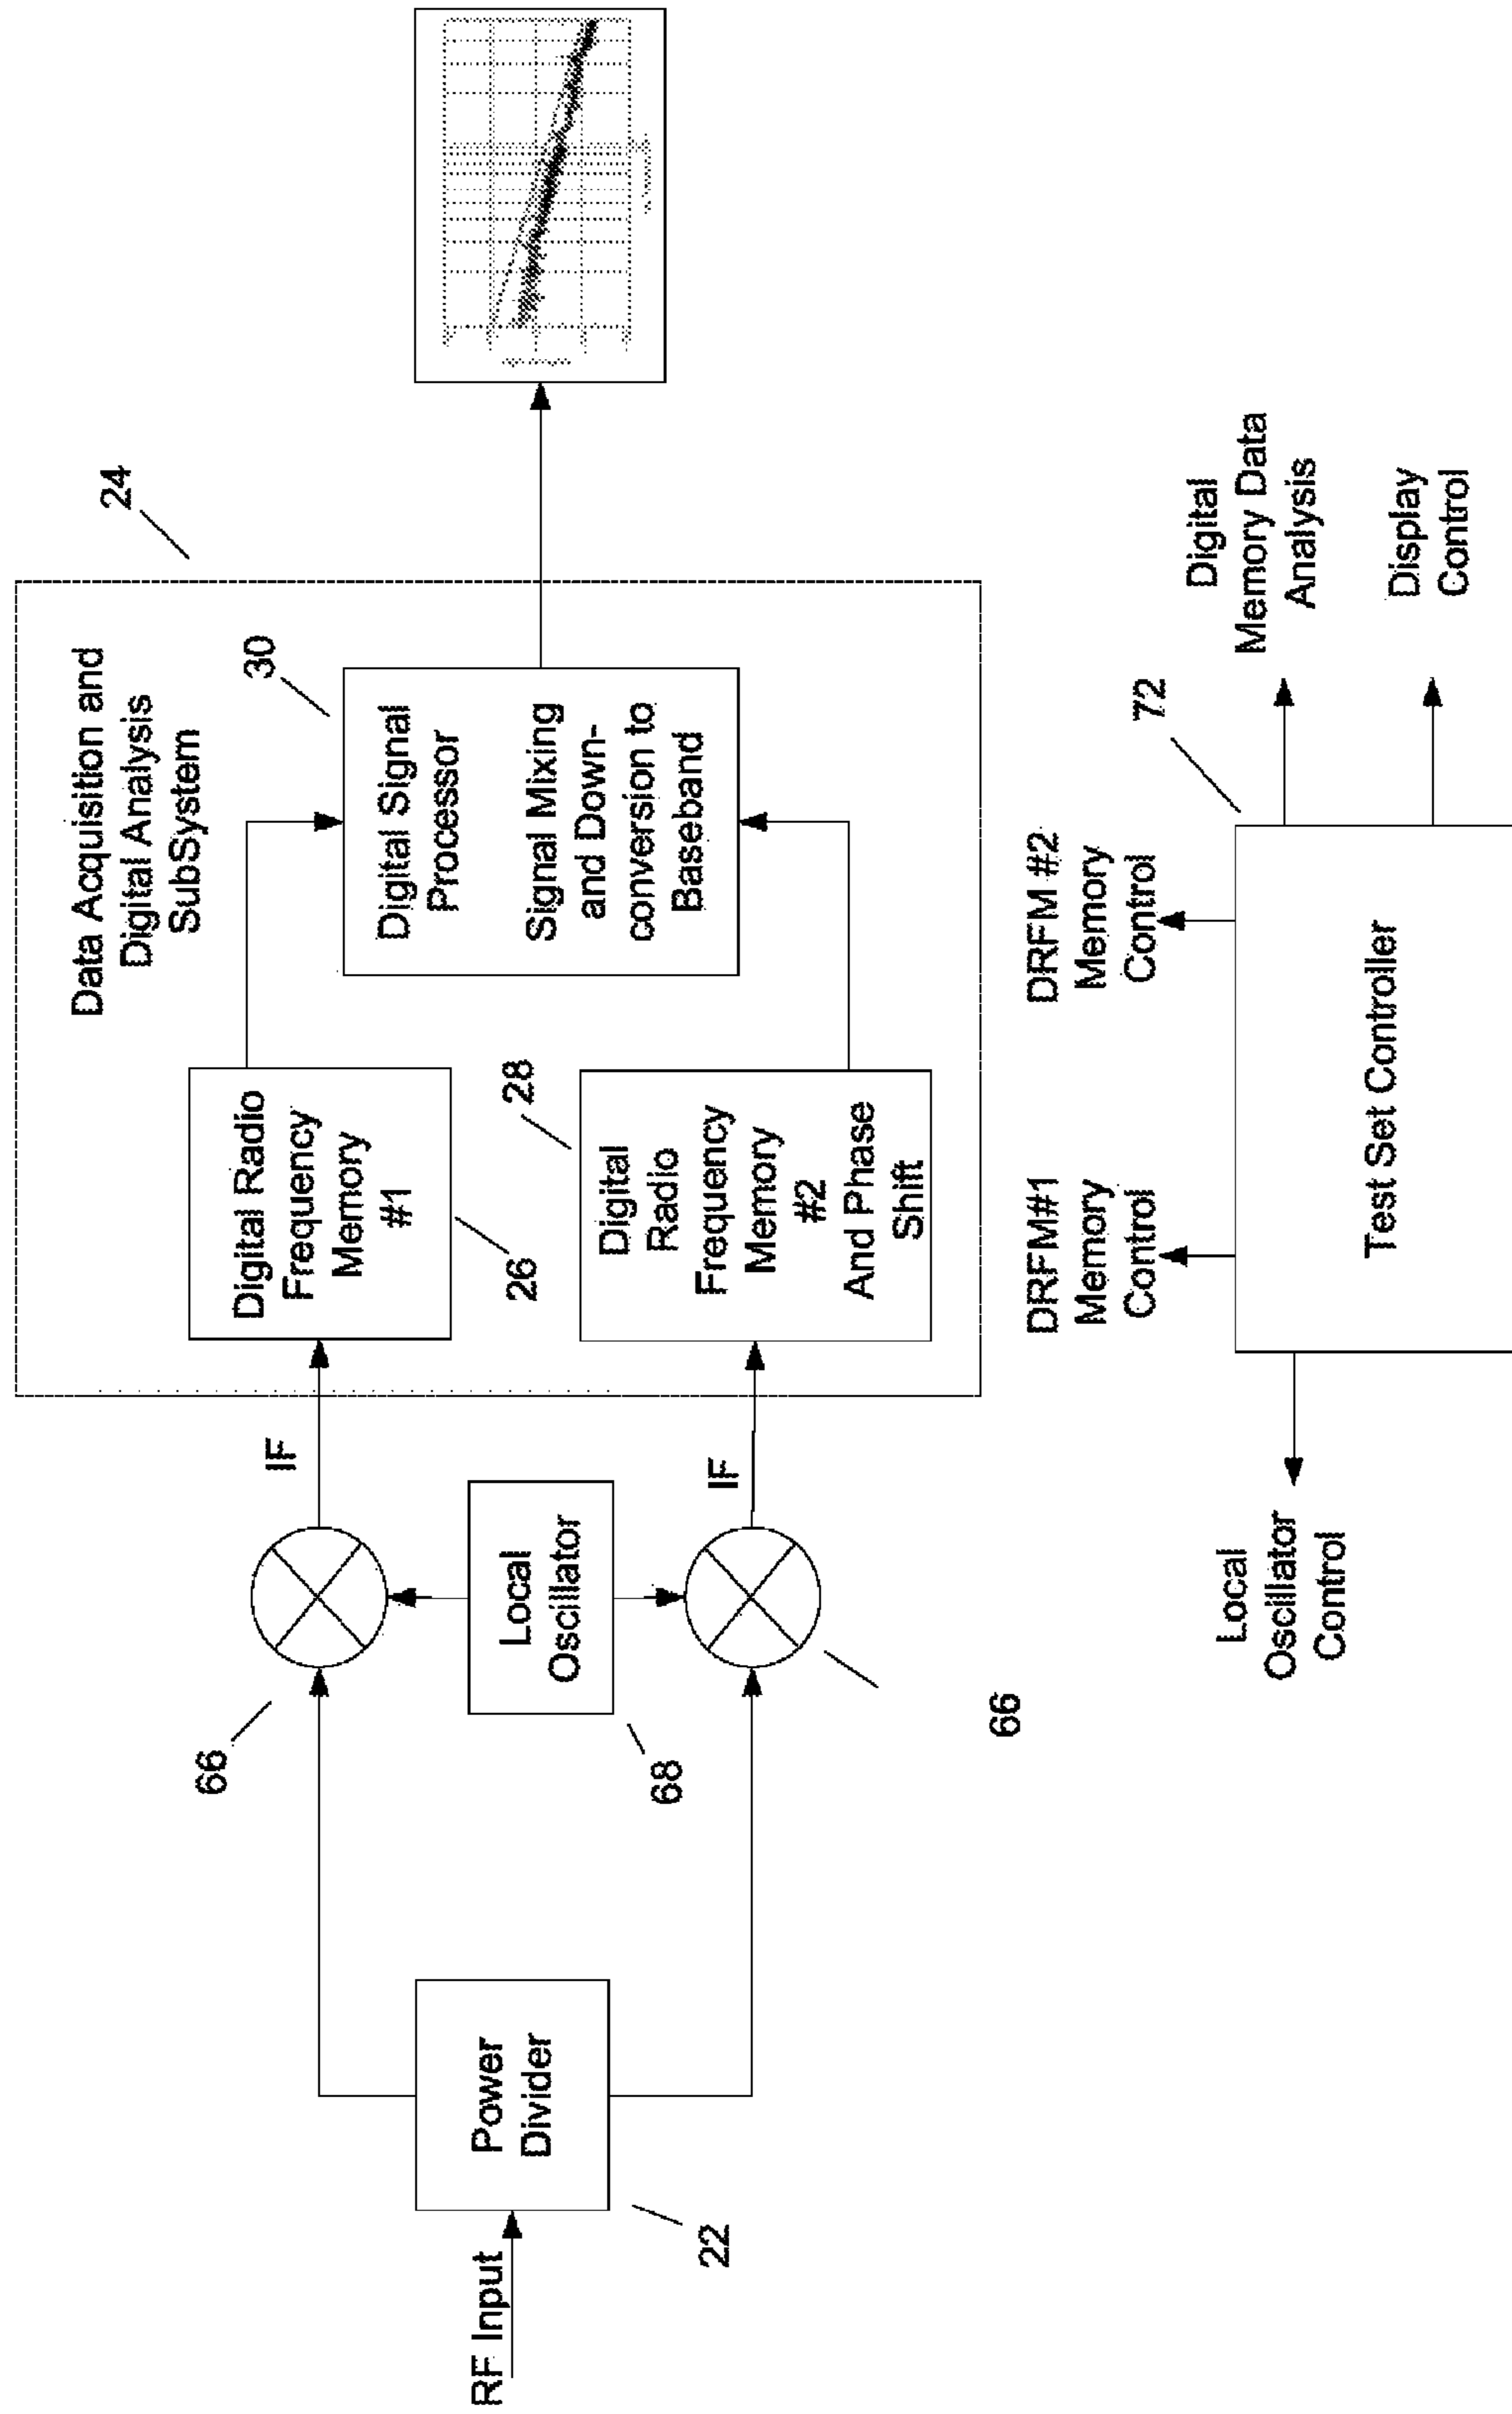 Data Acquisition and
Digital Analysis
SubSystem
24
RF Input
Power
Divider
22
66
Local
Oscillator
68
66
IF
IF
Digital Radio
Frequency
Memory
#1
26
Digital
Radio
Frequency
Memory
#2
And Phase
Shift
28
Digital Signal
Processor
Signal Mixing
and Down-
conversion to
Baseband
30
Local
Oscillator
Control
DRFM#1
Memory
Control
DRFM #2
Memory
Control
Test Set Controller
72
Digital
Memory Data
Analysis
Display
Control